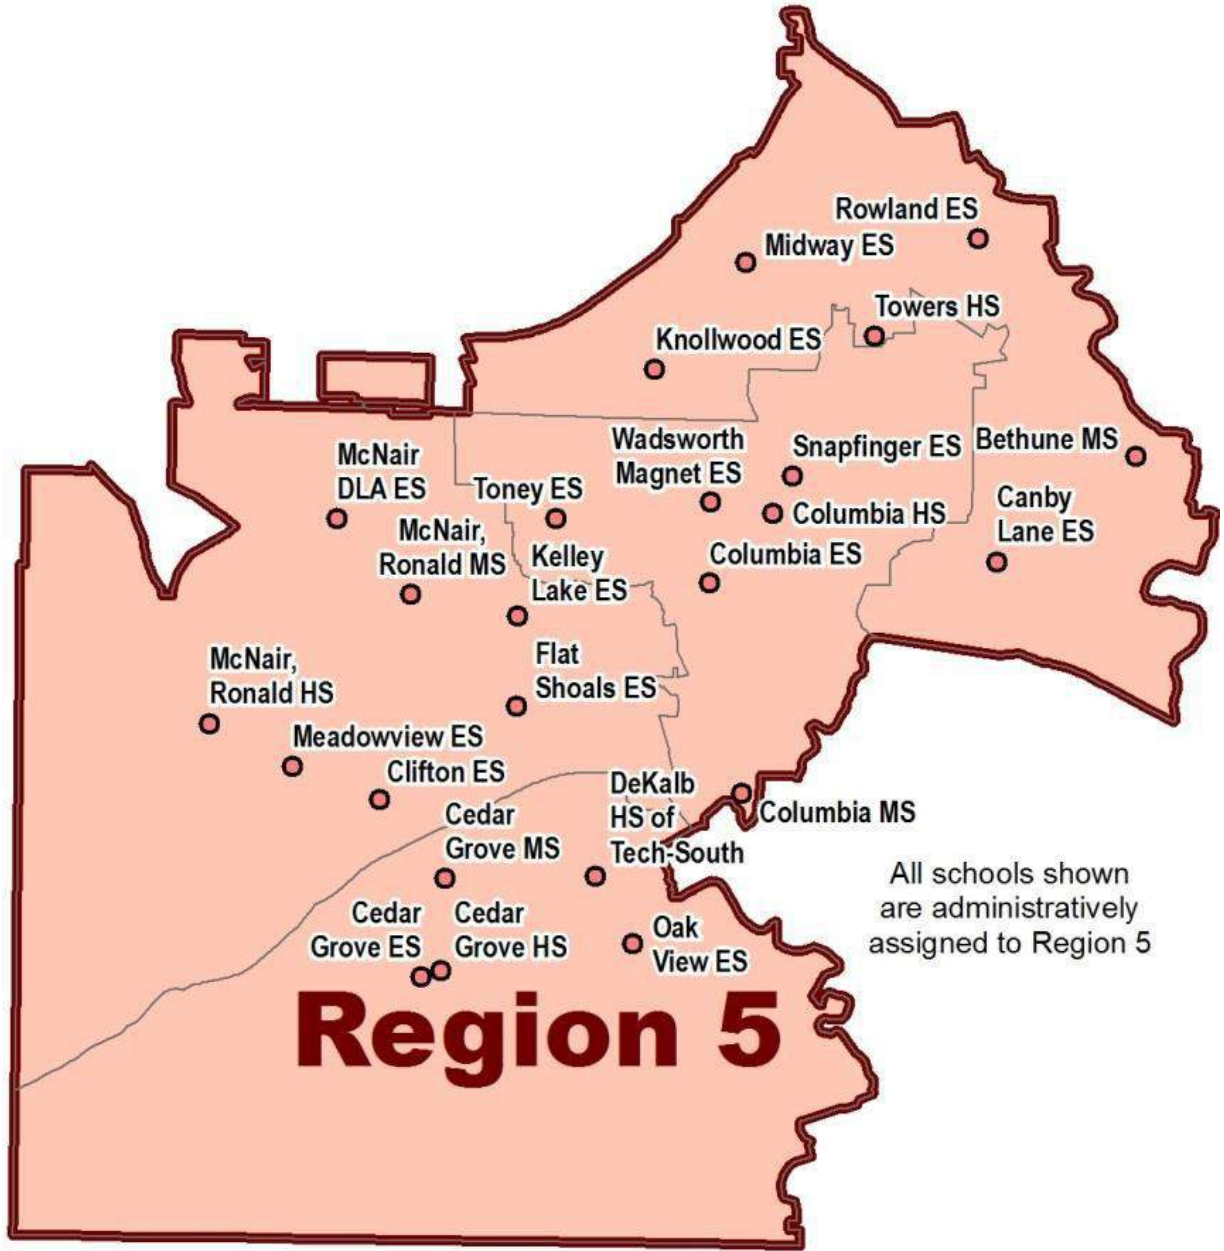 Rowland ES
Midway ES
Towers HS
Knollwood ES
Wadsworth
Magnet ES
Snapfinger ES
Bethune MS
McNair
DLA ES
Toney ES
Columbia HS
Canby
Lane ES
McNair,
Ronald MS
Kelley
Lake ES
Columbia ES
McNair,
Ronald HS
Flat
Shoals ES
Meadowview ES
Clifton ES
DeKalb
HS of
Tech-South
Columbia MS
Cedar
Grove MS
Cedar
Grove ES
Cedar
Grove HS
Oak
View ES
All schools shown
are administratively
assigned to Region 5
Region 5